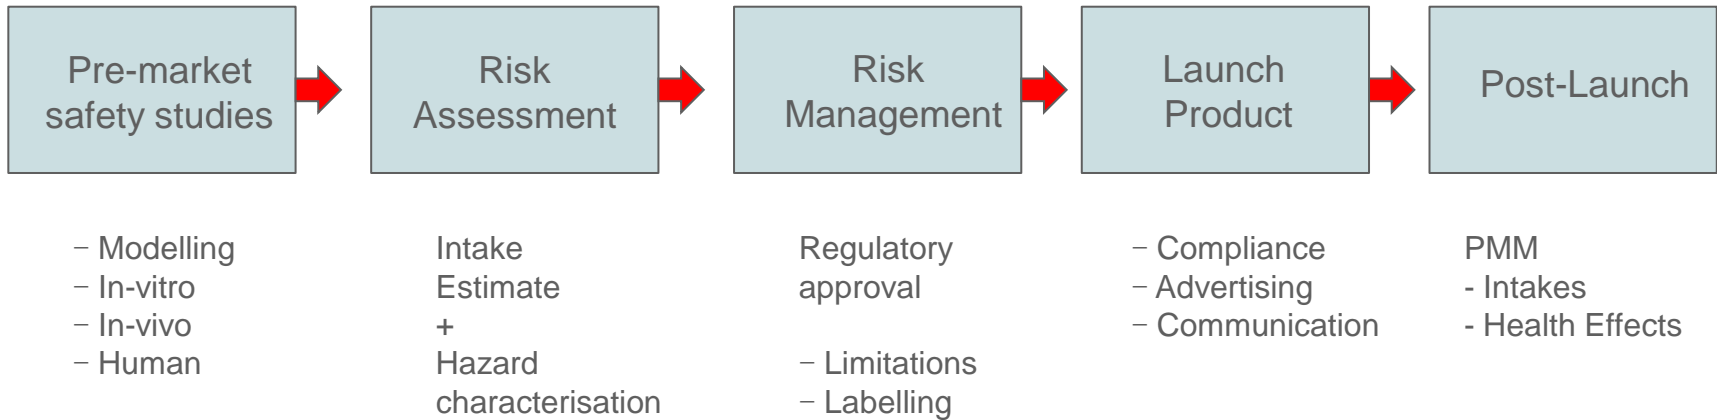 Pre-market
safety studies
Risk
Assessment
Risk
Management
Launch
Product
Post-Launch
– Modelling
– In-vitro
– In-vivo
– Human
Intake
Estimate
+
Hazard
characterisation
Regulatory
approval
– Limitations
– Labelling
– Compliance
– Advertising
– Communication
PMM
- Intakes
- Health Effects